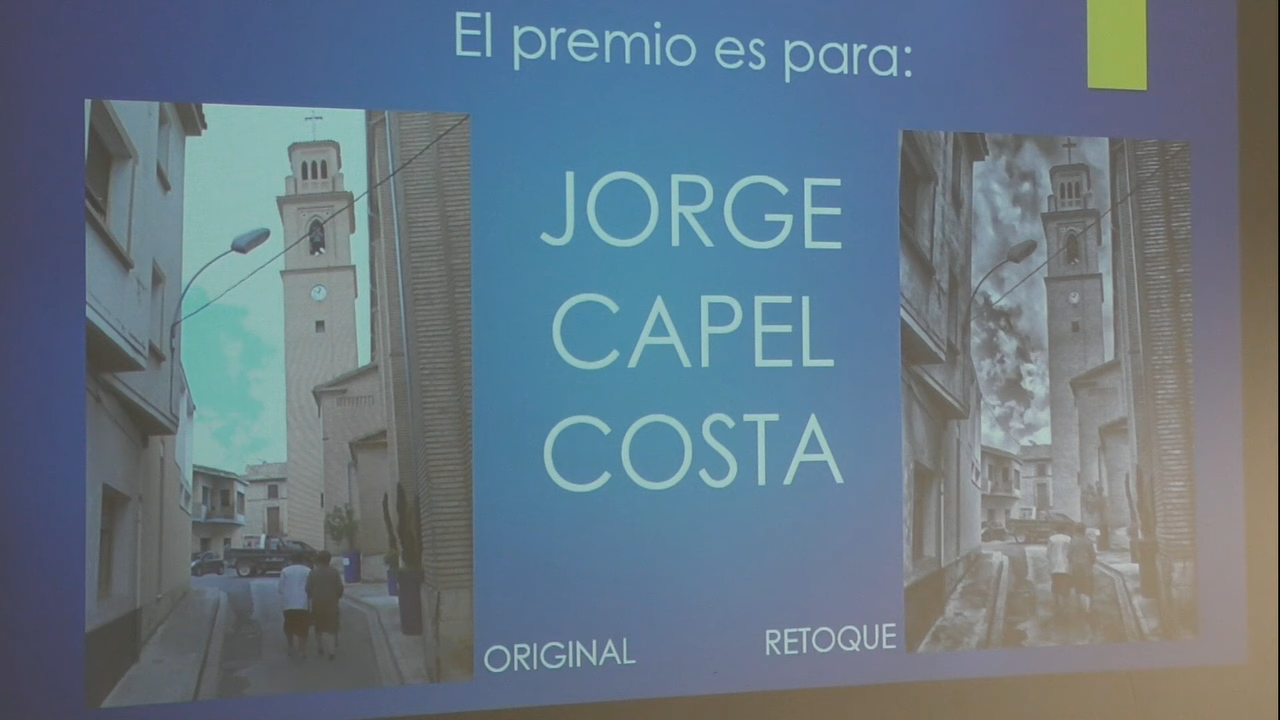 El premio es para:
JORGE
CAPEL
COSTA
ORIGINAL
RETOQUE